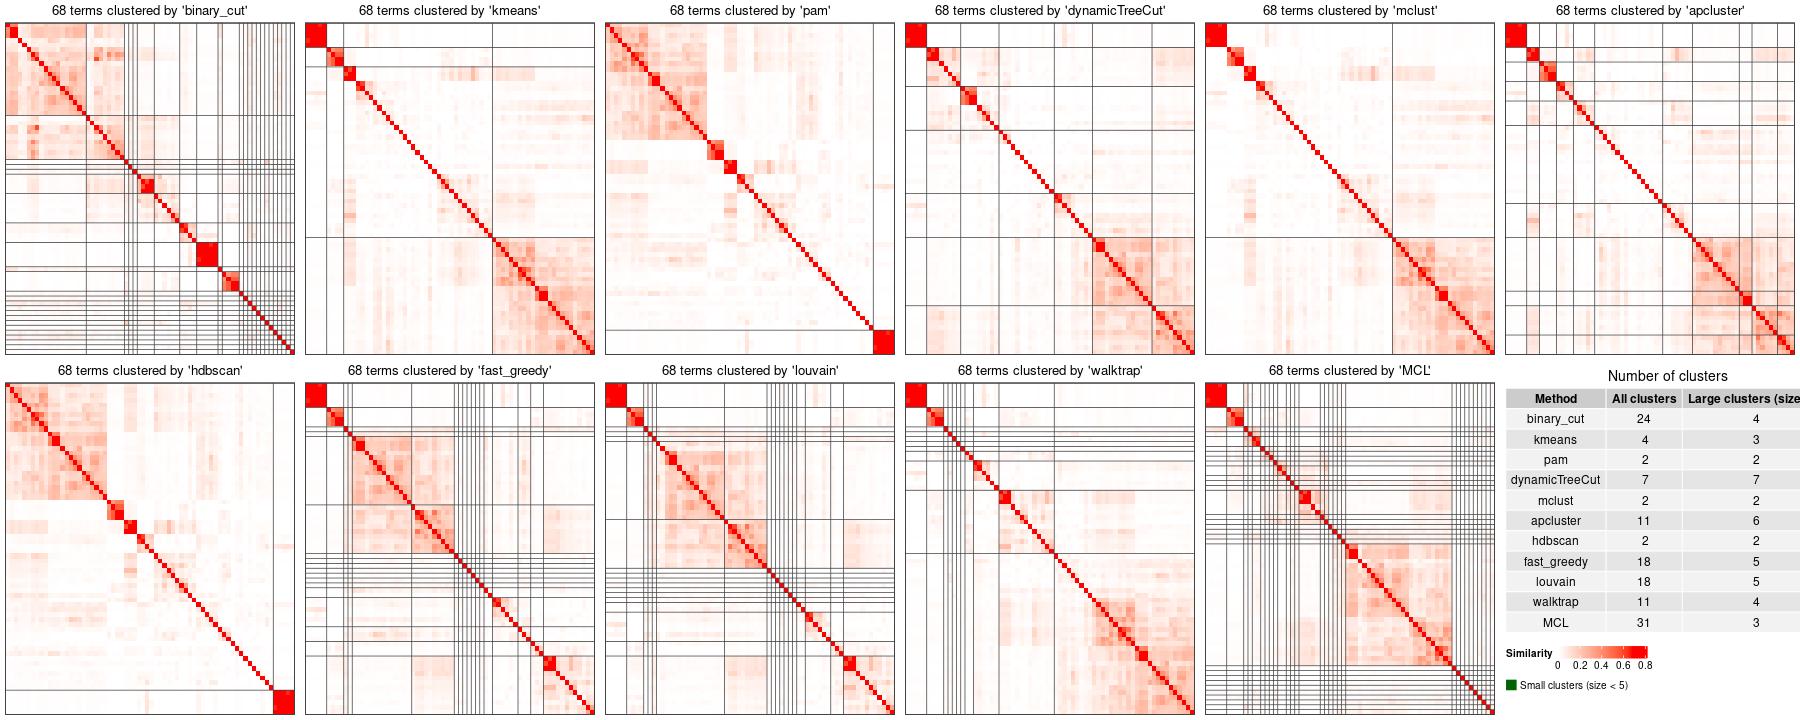 68 terms clustered by 'binary_cut'
68 terms clustered by 'kmeans'
68 terms clustered by 'pam'
68 terms clustered by 'dynamicTreeCut'
68 terms clustered by 'mclust'
68 terms clustered by 'apcluster'
68 terms clustered by 'hdbscan'
68 terms clustered by 'fast_greedy'
68 terms clustered by 'louvain'
68 terms clustered by 'walktrap'
68 terms clustered by 'MCL'
Number of clusters
Method All clusters Large clusters (size
binary_cut 24 4
kmeans 4 3
pam 2 2
dynamicTreeCut 7 7
mclust 2 2
apcluster 11 6
hdbscan 2 2
fast_greedy 18 5
louvain 18 5
walktrap 11 4
MCL 31 3
Similarity
0 0.2 0.4 0.6 0.8
Small clusters (size < 5)